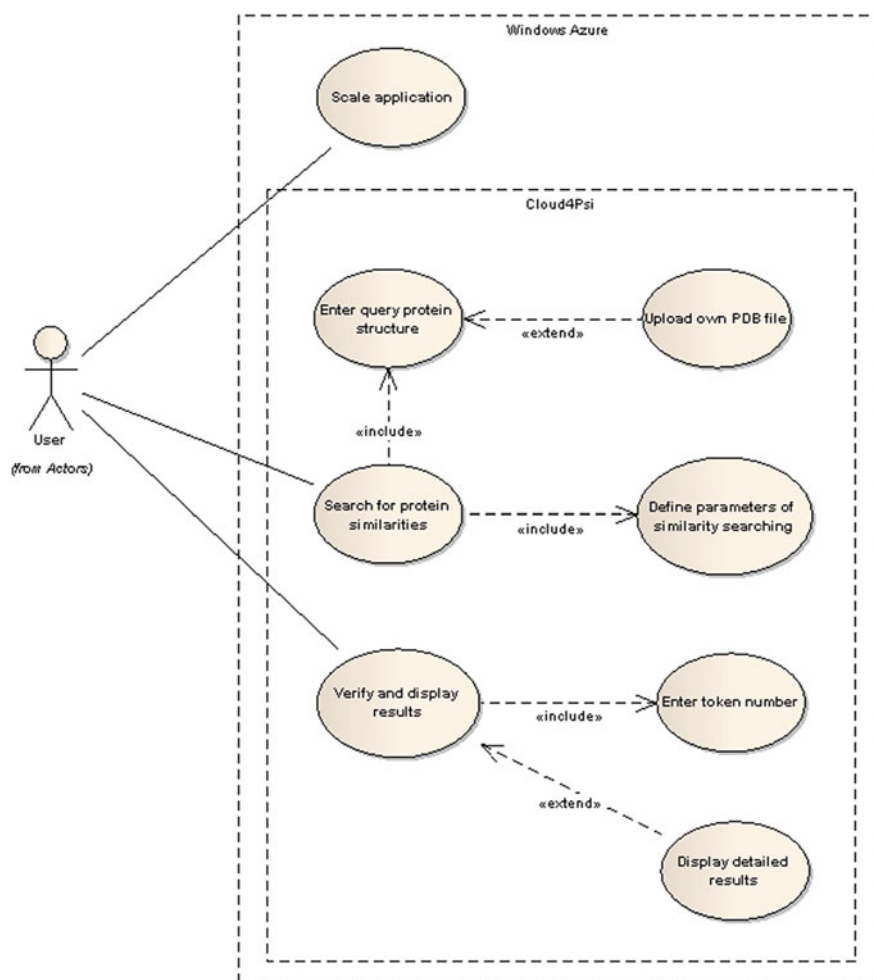 Windows Azure
Scale application
Cloud4Psi
Enter query protein
structure
«extend»
Upload own PDB file
«include»
User
(from Actors)
Search for protein
similarities
«include»
Define parameters of
similarity searching
Verify and display
results
«include»
Enter token number
«extend»
Display detailed
results